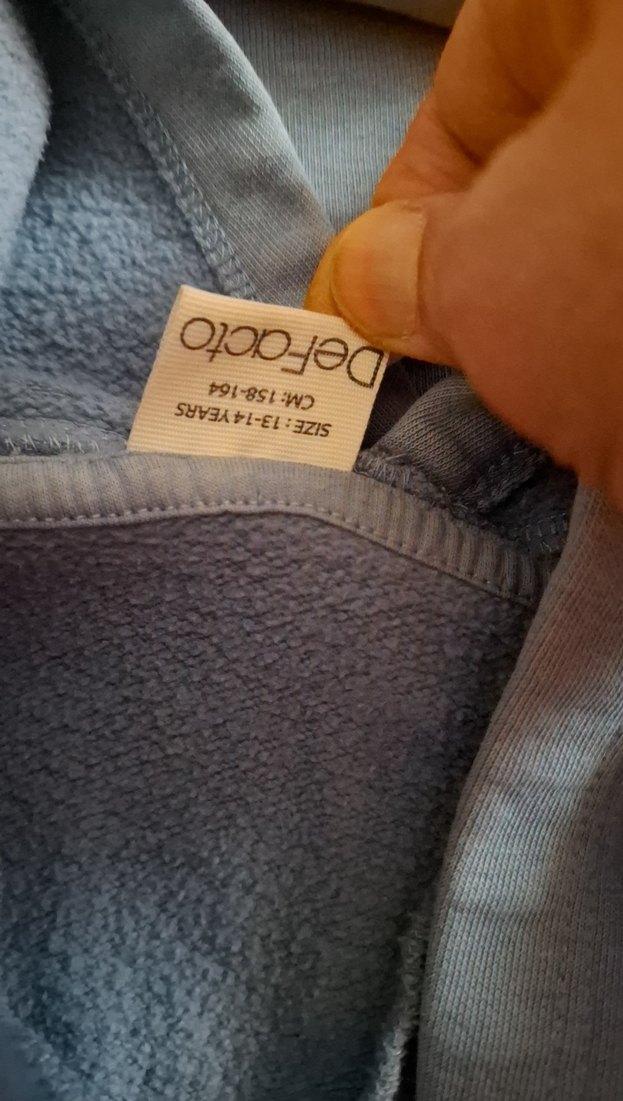 DeFacto
CM: 158-164
SIZE : 13-14 YEARS